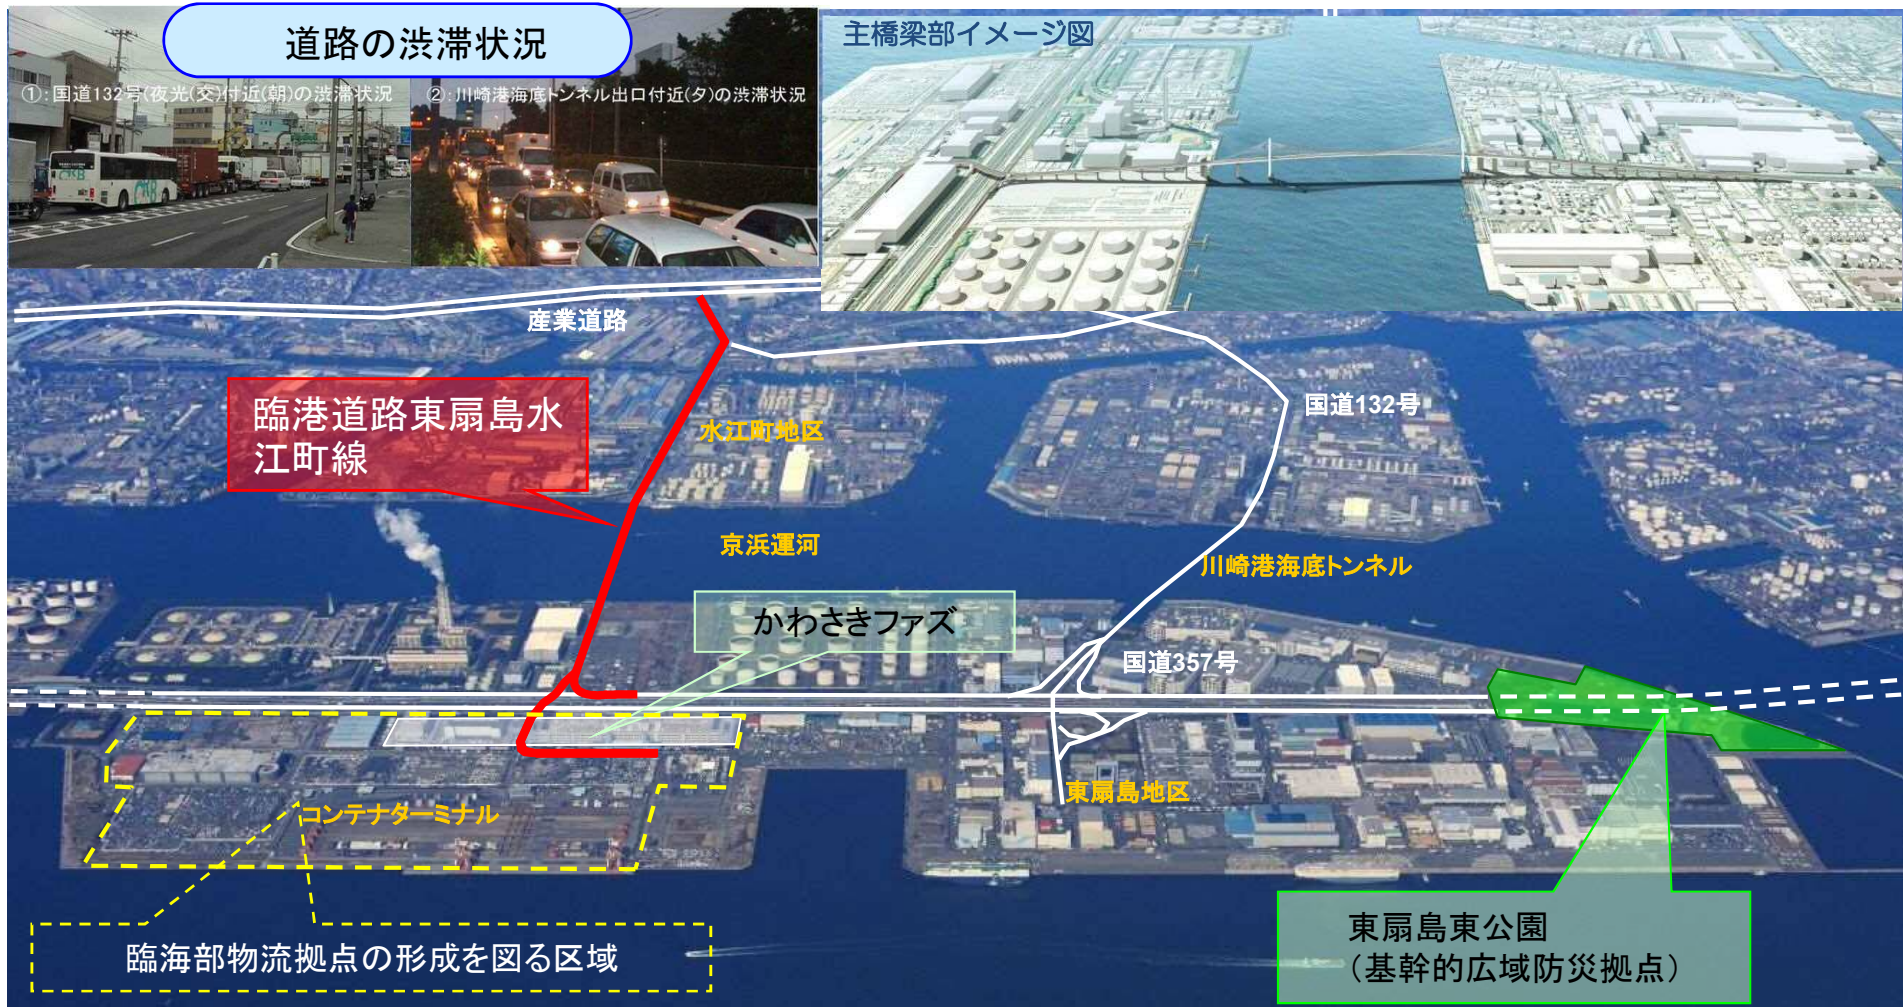 道路の渋滞状況
①:国道132号(夜光(交)付近(朝)の渋滞状況
②:川崎港海底トンネル出口付近(夕)の渋滞状況
主橋梁部イメージ図
産業道路
臨港道路東扇島水
江町線
水江町地区
国道132号
京浜運河
川崎港海底トンネル
かわさきファズ
国道357号
東扇島地区
コンテナターミナル
臨海部物流拠点の形成を図る区域
東扇島東公園
（基幹的広域防災拠点）